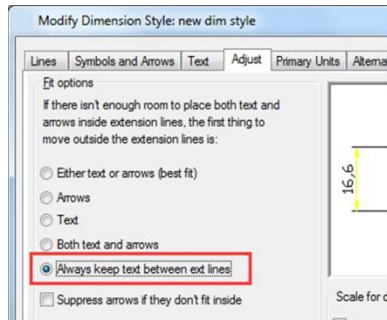 Modify Dimension Style: new dim style
Lines Symbols and Arrows Text Adjust Primary Units
Fit options
If there isn't enough room to place both text and
arrows inside extension lines, the first thing to
move outside the extension lines is:
Either text or arrows (best fit)
Arrows
Text
Both text and arrows
Always keep text between ext lines
Suppress arrows if they don't fit inside
16,6
Scale for